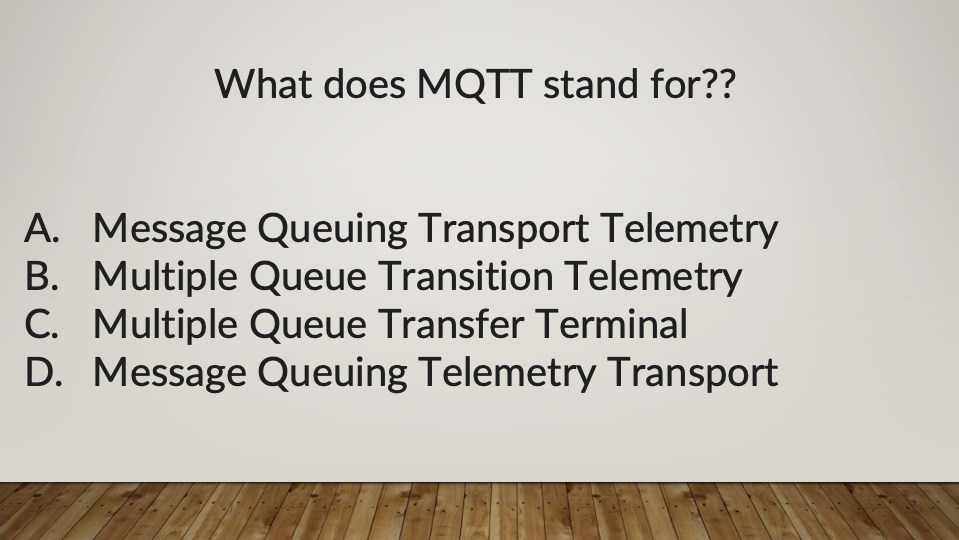 What does MQTT stand for??
A. Message Queuing Transport Telemetry
B. Multiple Queue Transition Telemetry
C. Multiple Queue Transfer Terminal
D. Message Queuing Telemetry Transport